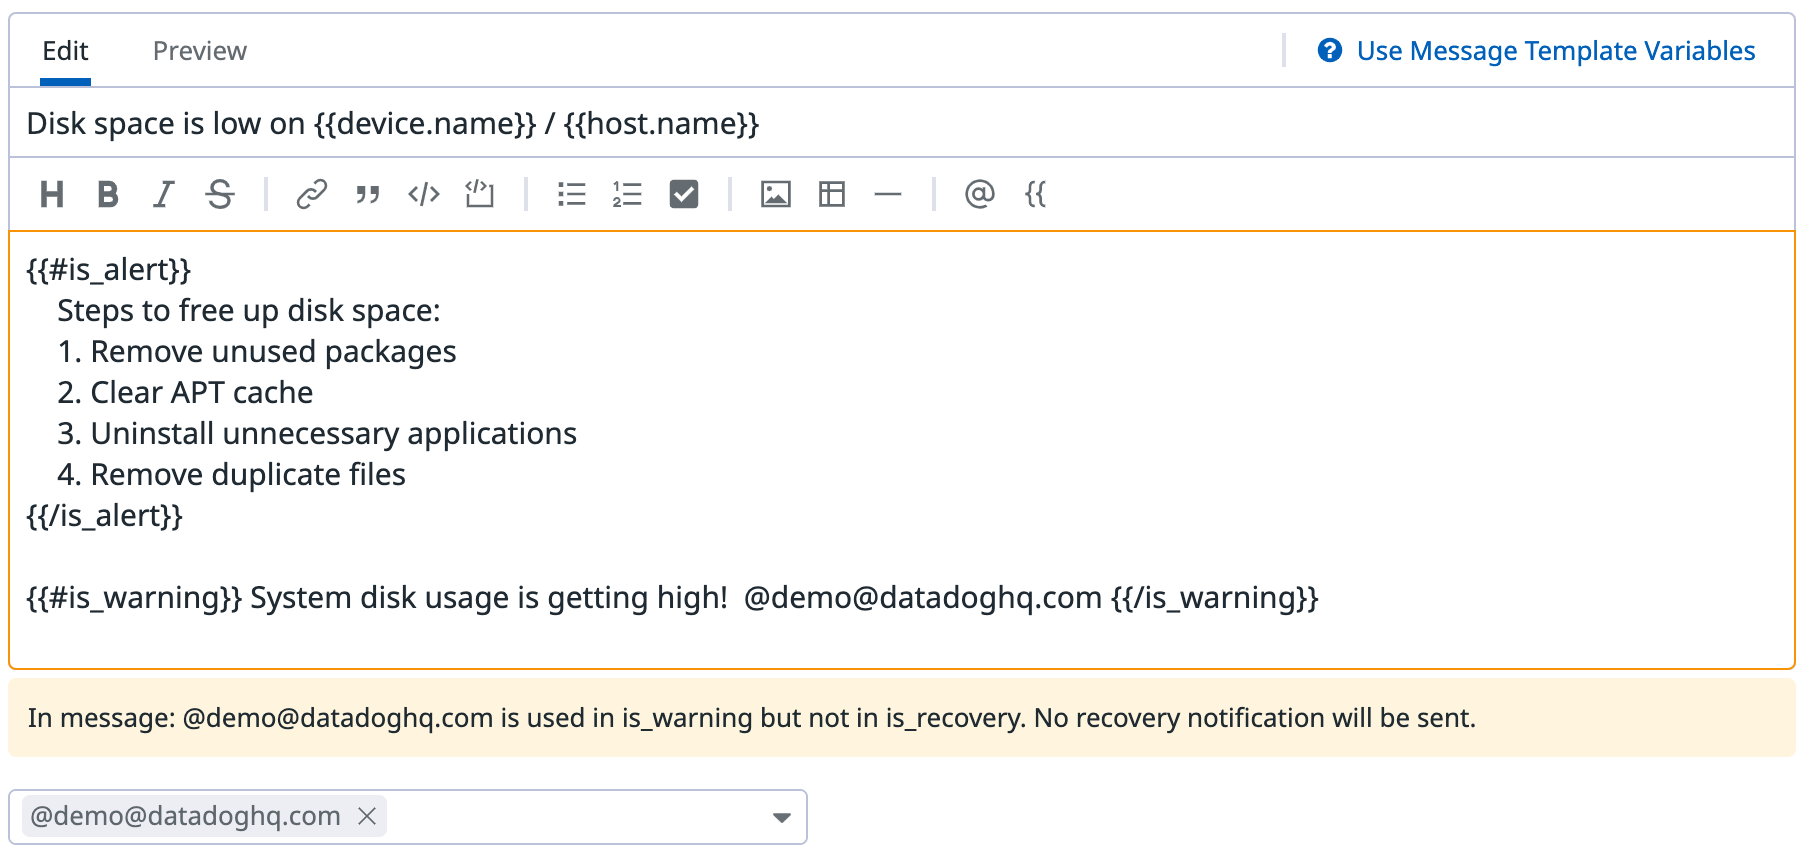 Edit Preview Use Message Template Variables
Disk space is low on {{device.name}} / {{host.name}}
{{#is_alert}}
Steps to free up disk space:
1. Remove unused packages
2. Clear APT cache
3. Uninstall unnecessary applications
4. Remove duplicate files
{{/is_alert}}
{{#is_warning}} System disk usage is getting high!  @demo@datadoghq.com {{/is_warning}}
In message: @demo@datadoghq.com is used in is_warning but not in is_recovery. No recovery notification will be sent.
@demo@datadoghq.com